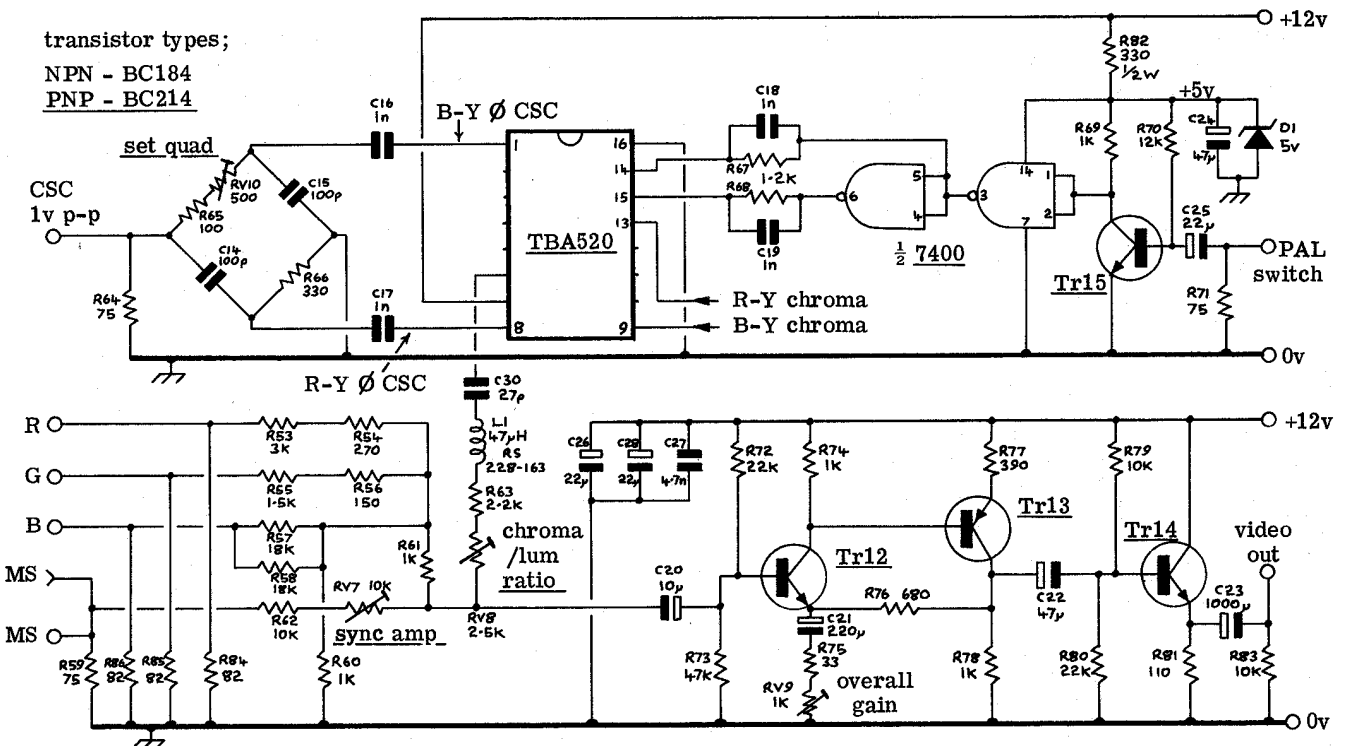 transistor types;
NPN - BC184
PNP - BC214
+12v
R82
330
1/2W
+5v
C16
1n
B-Y Ø CSC
C18
1n
set quad
RV10
500
C15
100p
R65
100
CSC
1v p-p
C14
100p
R66
330
R64
75
C17
1n
R-Y Ø CSC
1
16
14
15
13
TBA520
8
9
R67
1·2K
R68
C19
1n
5
6
4
3
14
1
2
7
½ 7400
R69
1K
R70
12K
C24
47µ
D1
5v
C25
22µ
PAL
switch
Tr15
R71
75
R-Y chroma
B-Y chroma
0v
C30
27p
L1
47µH
RS
228-163
R63
2·2K
chroma
/lum
ratio
RV8
2·5K
R
G
B
MS
MS
R53
3K
R54
270
R55
1·5K
R56
150
R57
18K
R58
18K
R61
1K
RV7 10K
R62
10K
sync amp
R59
75
R86
82
R85
82
R84
82
R60
1K
+12v
C26
22µ
C28
22µ
C27
4·7n
R72
22K
R74
1K
R77
390
R79
10K
Tr13
Tr14
video
out
Tr12
C20
10µ
R76 680
C22
47µ
C23
1000µ
C21
220µ
R75
33
R73
47K
RV9
1K
overall
gain
R78
1K
R80
22K
R81
110
R83
10K
0v